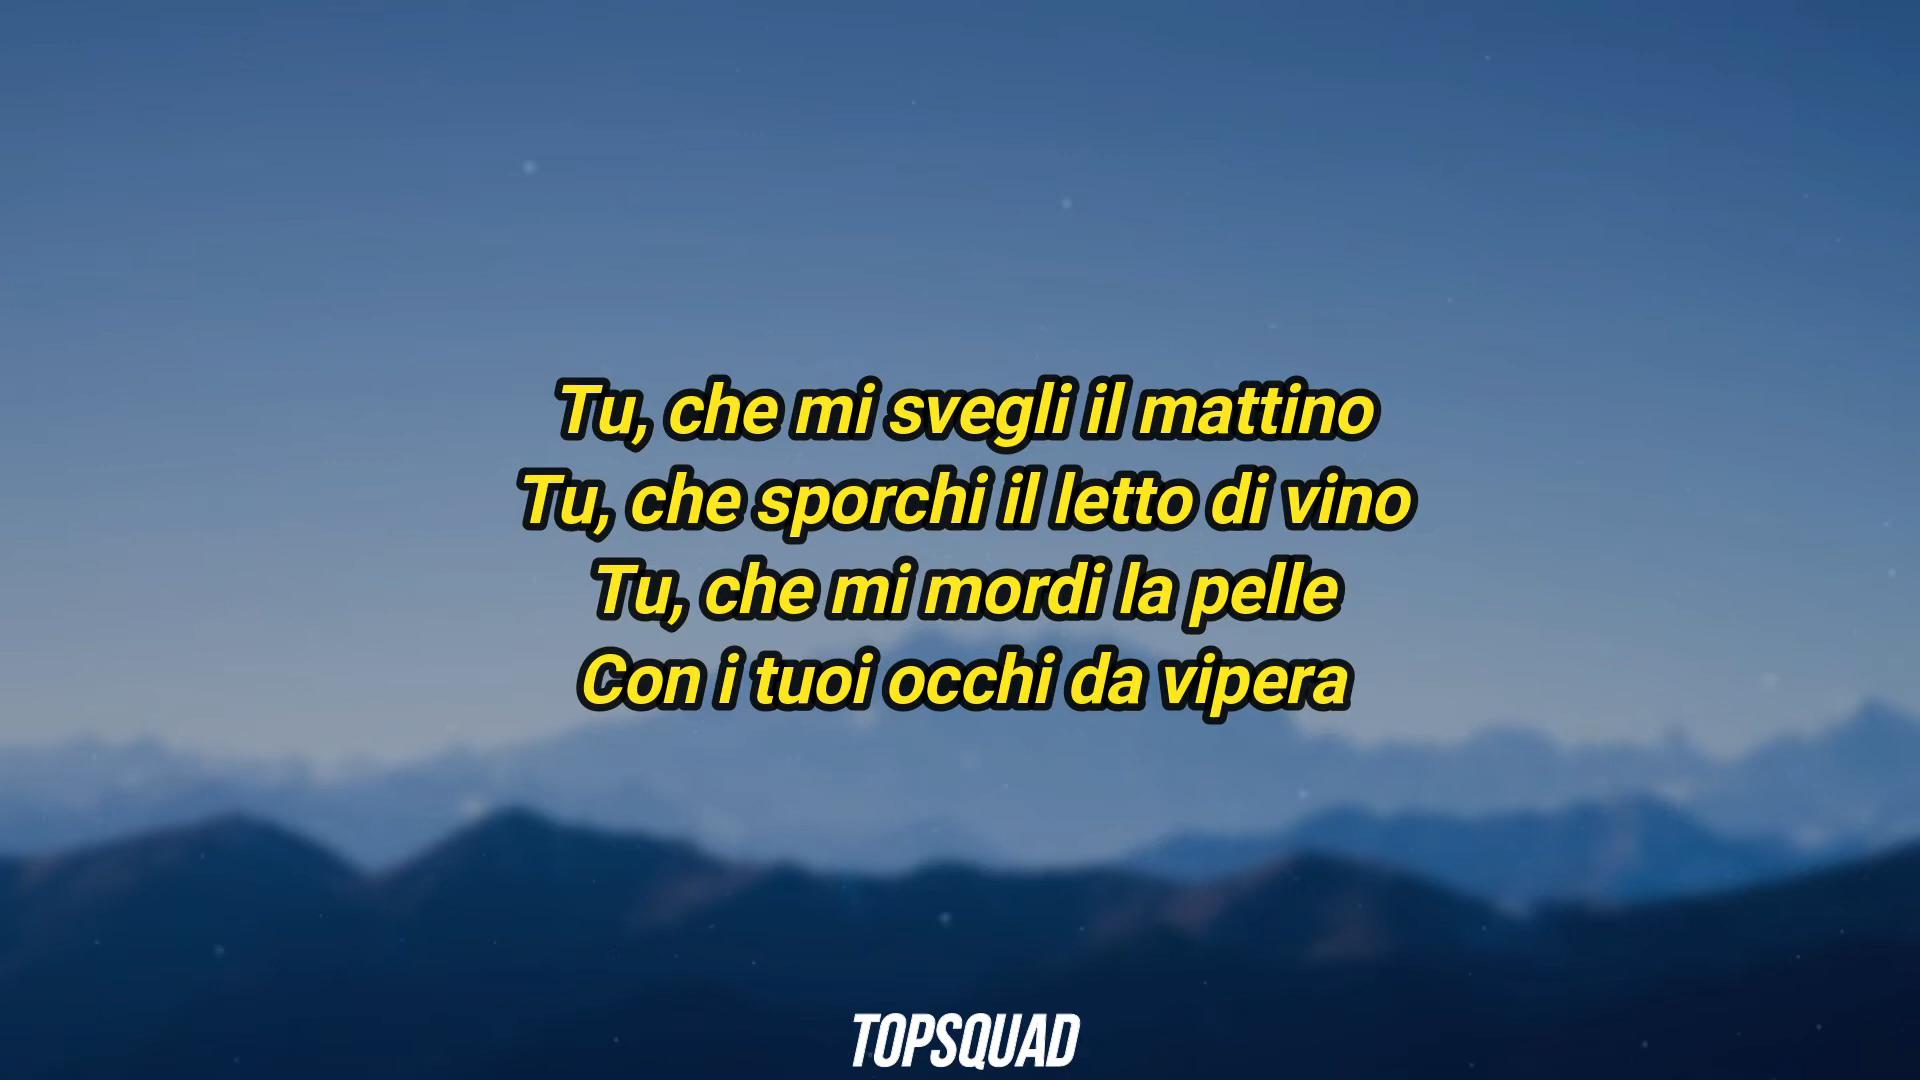 Tu, che mi svegli il mattino
Tu, che sporchi il letto di vino
Tu, che mi mordi la pelle
Con i tuoi occhi da vipera
TOPSQUAD